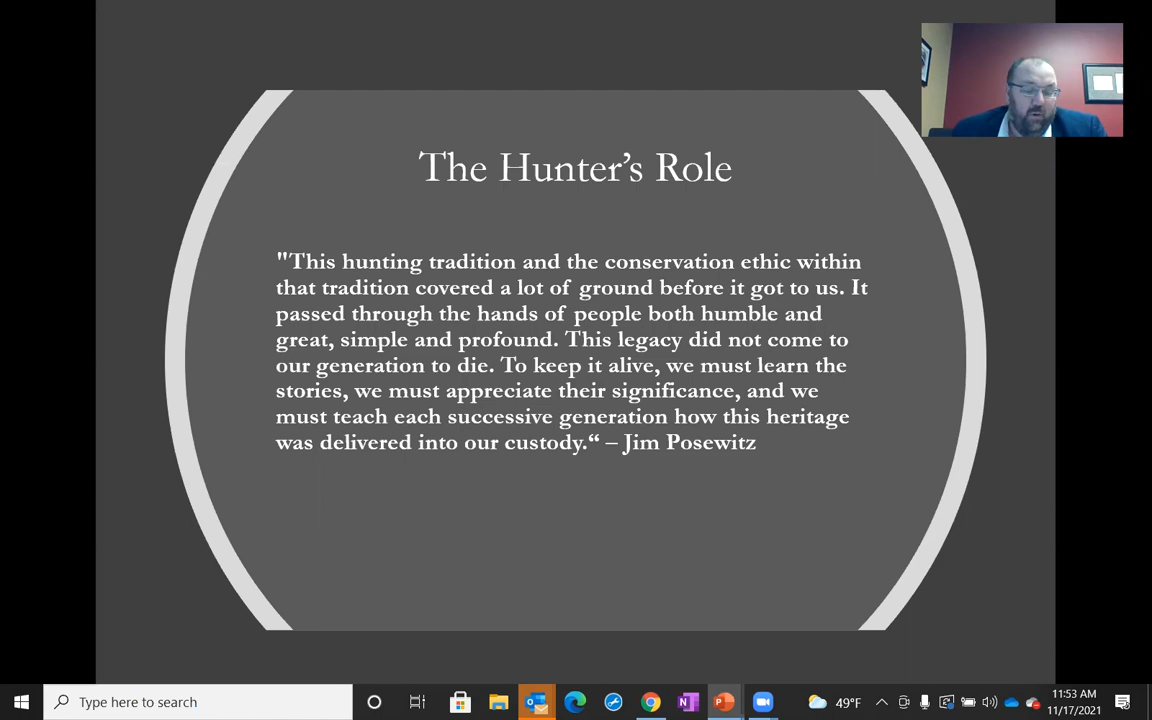 The Hunter's Role
"This hunting tradition and the conservation ethic within
that tradition covered a lot of ground before it got to us. It
passed through the hands of people both humble and
great, simple and profound. This legacy did not come to
our generation to die. To keep it alive, we must learn the
stories, we must appreciate their significance, and we
must teach each successive generation how this heritage
was delivered into our custody.“ – Jim Posewitz
Type here to search
49°F
11:53 AM
11/17/2021